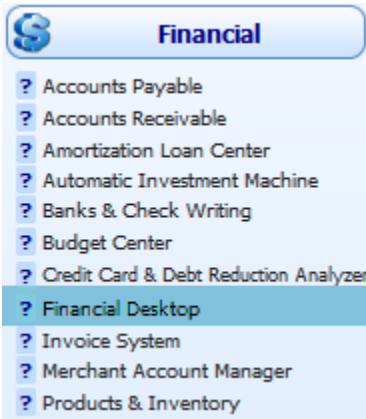 Financial
? Accounts Payable
? Accounts Receivable
? Amortization Loan Center
? Automatic Investment Machine
? Banks & Check Writing
? Budget Center
? Credit Card & Debt Reduction Analyzer
? Financial Desktop
? Invoice System
? Merchant Account Manager
? Products & Inventory